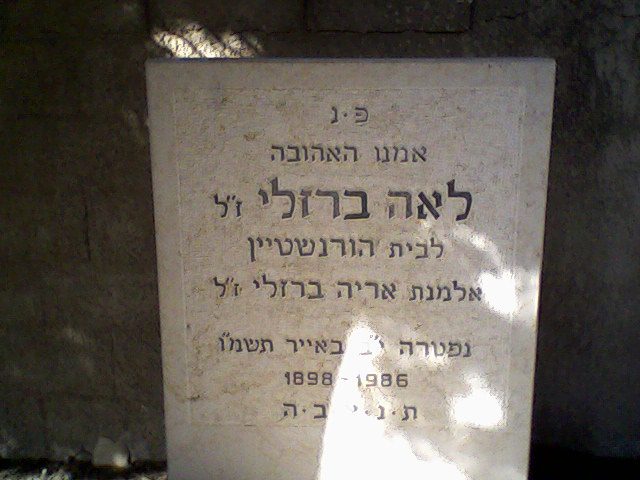 פ.נ
אמנו האהובה
לאה ברזלי ז"ל
לבית הורנשטיין
אלמנת אריה ברזלי ז"ל
נפטרה באייר תשמ"ו
1898-1986
ת.נ.צ.ב.ה